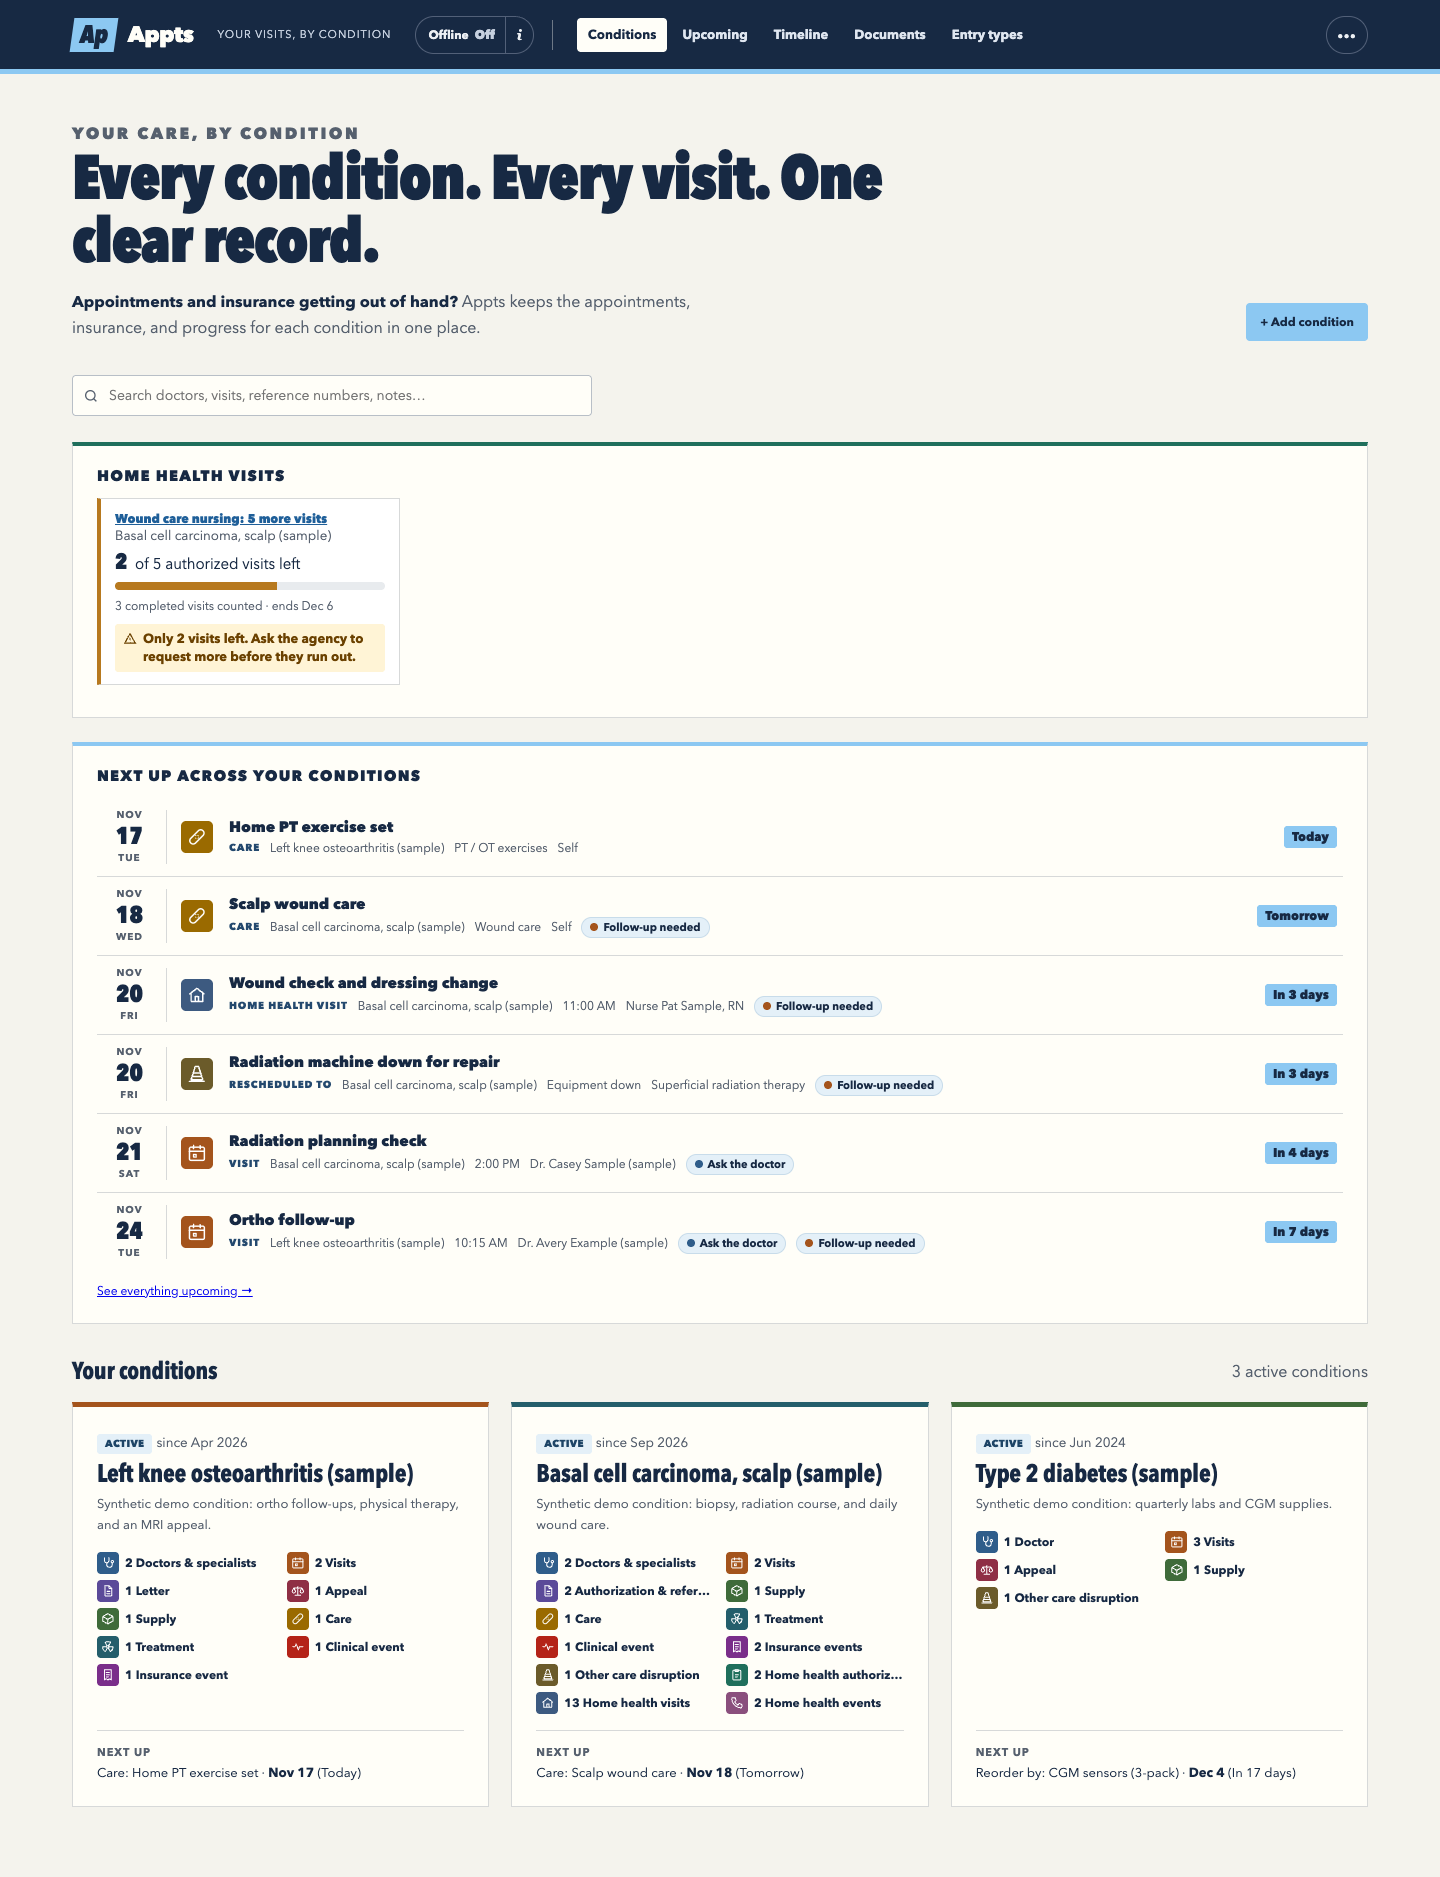 Ap Appts YOUR VISITS, BY CONDITION Offline Off i Conditions Upcoming Timeline Documents Entry types
YOUR CARE, BY CONDITION
Every condition. Every visit. One
clear record.
Appointments and insurance getting out of hand? Appts keeps the appointments,
insurance, and progress for each condition in one place.
+ Add condition
Search doctors, visits, reference numbers, notes…
HOME HEALTH VISITS
Wound care nursing: 5 more visits
Basal cell carcinoma, scalp (sample)
2 of 5 authorized visits left
3 completed visits counted · ends Dec 6
Only 2 visits left. Ask the agency to
request more before they run out.
NEXT UP ACROSS YOUR CONDITIONS
NOV
17
TUE
Home PT exercise set
CARE Left knee osteoarthritis (sample) PT / OT exercises Self
Today
NOV
18
WED
Scalp wound care
CARE Basal cell carcinoma, scalp (sample) Wound care Self Follow-up needed
Tomorrow
NOV
20
FRI
Wound check and dressing change
HOME HEALTH VISIT Basal cell carcinoma, scalp (sample) 11:00 AM Nurse Pat Sample, RN Follow-up needed
In 3 days
NOV
20
FRI
Radiation machine down for repair
RESCHEDULED TO Basal cell carcinoma, scalp (sample) Equipment down Superficial radiation therapy Follow-up needed
In 3 days
NOV
21
SAT
Radiation planning check
VISIT Basal cell carcinoma, scalp (sample) 2:00 PM Dr. Casey Sample (sample) Ask the doctor
In 4 days
NOV
24
TUE
Ortho follow-up
VISIT Left knee osteoarthritis (sample) 10:15 AM Dr. Avery Example (sample) Ask the doctor Follow-up needed
In 7 days
See everything upcoming →
Your conditions
3 active conditions
ACTIVE since Apr 2026
Left knee osteoarthritis (sample)
Synthetic demo condition: ortho follow-ups, physical therapy,
and an MRI appeal.
2 Doctors & specialists 2 Visits
1 Letter 1 Appeal
1 Supply 1 Care
1 Treatment 1 Clinical event
1 Insurance event
NEXT UP
Care: Home PT exercise set · Nov 17 (Today)
ACTIVE since Sep 2026
Basal cell carcinoma, scalp (sample)
Synthetic demo condition: biopsy, radiation course, and daily
wound care.
2 Doctors & specialists 2 Visits
2 Authorization & refer… 1 Supply
1 Care 1 Treatment
1 Clinical event 2 Insurance events
1 Other care disruption 2 Home health authoriz…
13 Home health visits 2 Home health events
NEXT UP
Care: Scalp wound care · Nov 18 (Tomorrow)
ACTIVE since Jun 2024
Type 2 diabetes (sample)
Synthetic demo condition: quarterly labs and CGM supplies.
1 Doctor 3 Visits
1 Appeal 1 Supply
1 Other care disruption
NEXT UP
Reorder by: CGM sensors (3-pack) · Dec 4 (In 17 days)